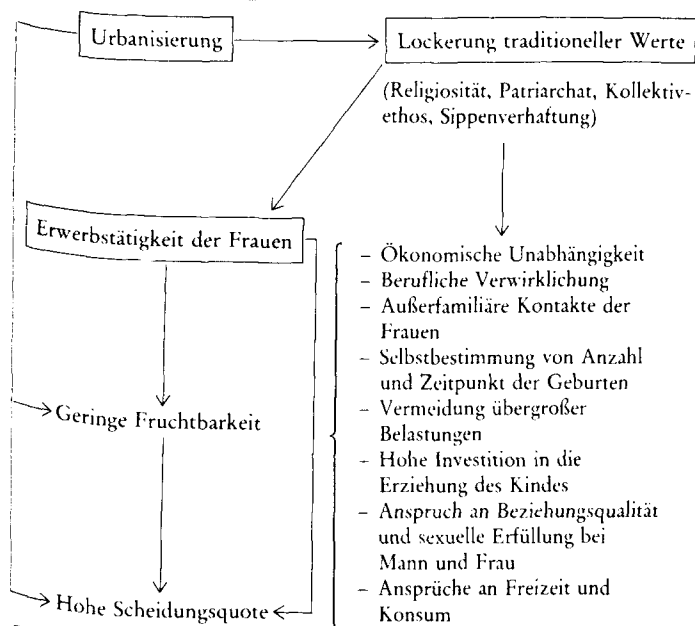 Urbanisierung
Lockerung traditioneller Werte
(Religiosität, Patriarchat, Kollektiv-
ethos, Sippenverhaftung)
Erwerbstätigkeit der Frauen
Geringe Fruchtbarkeit
Hohe Scheidungsquote
– Ökonomische Unabhängigkeit
– Berufliche Verwirklichung
– Außerfamiliäre Kontakte der
Frauen
– Selbstbestimmung von Anzahl
und Zeitpunkt der Geburten
– Vermeidung übergroßer
Belastungen
– Hohe Investition in die
Erziehung des Kindes
– Anspruch an Beziehungsqualität
und sexuelle Erfüllung bei
Mann und Frau
– Ansprüche an Freizeit und
Konsum